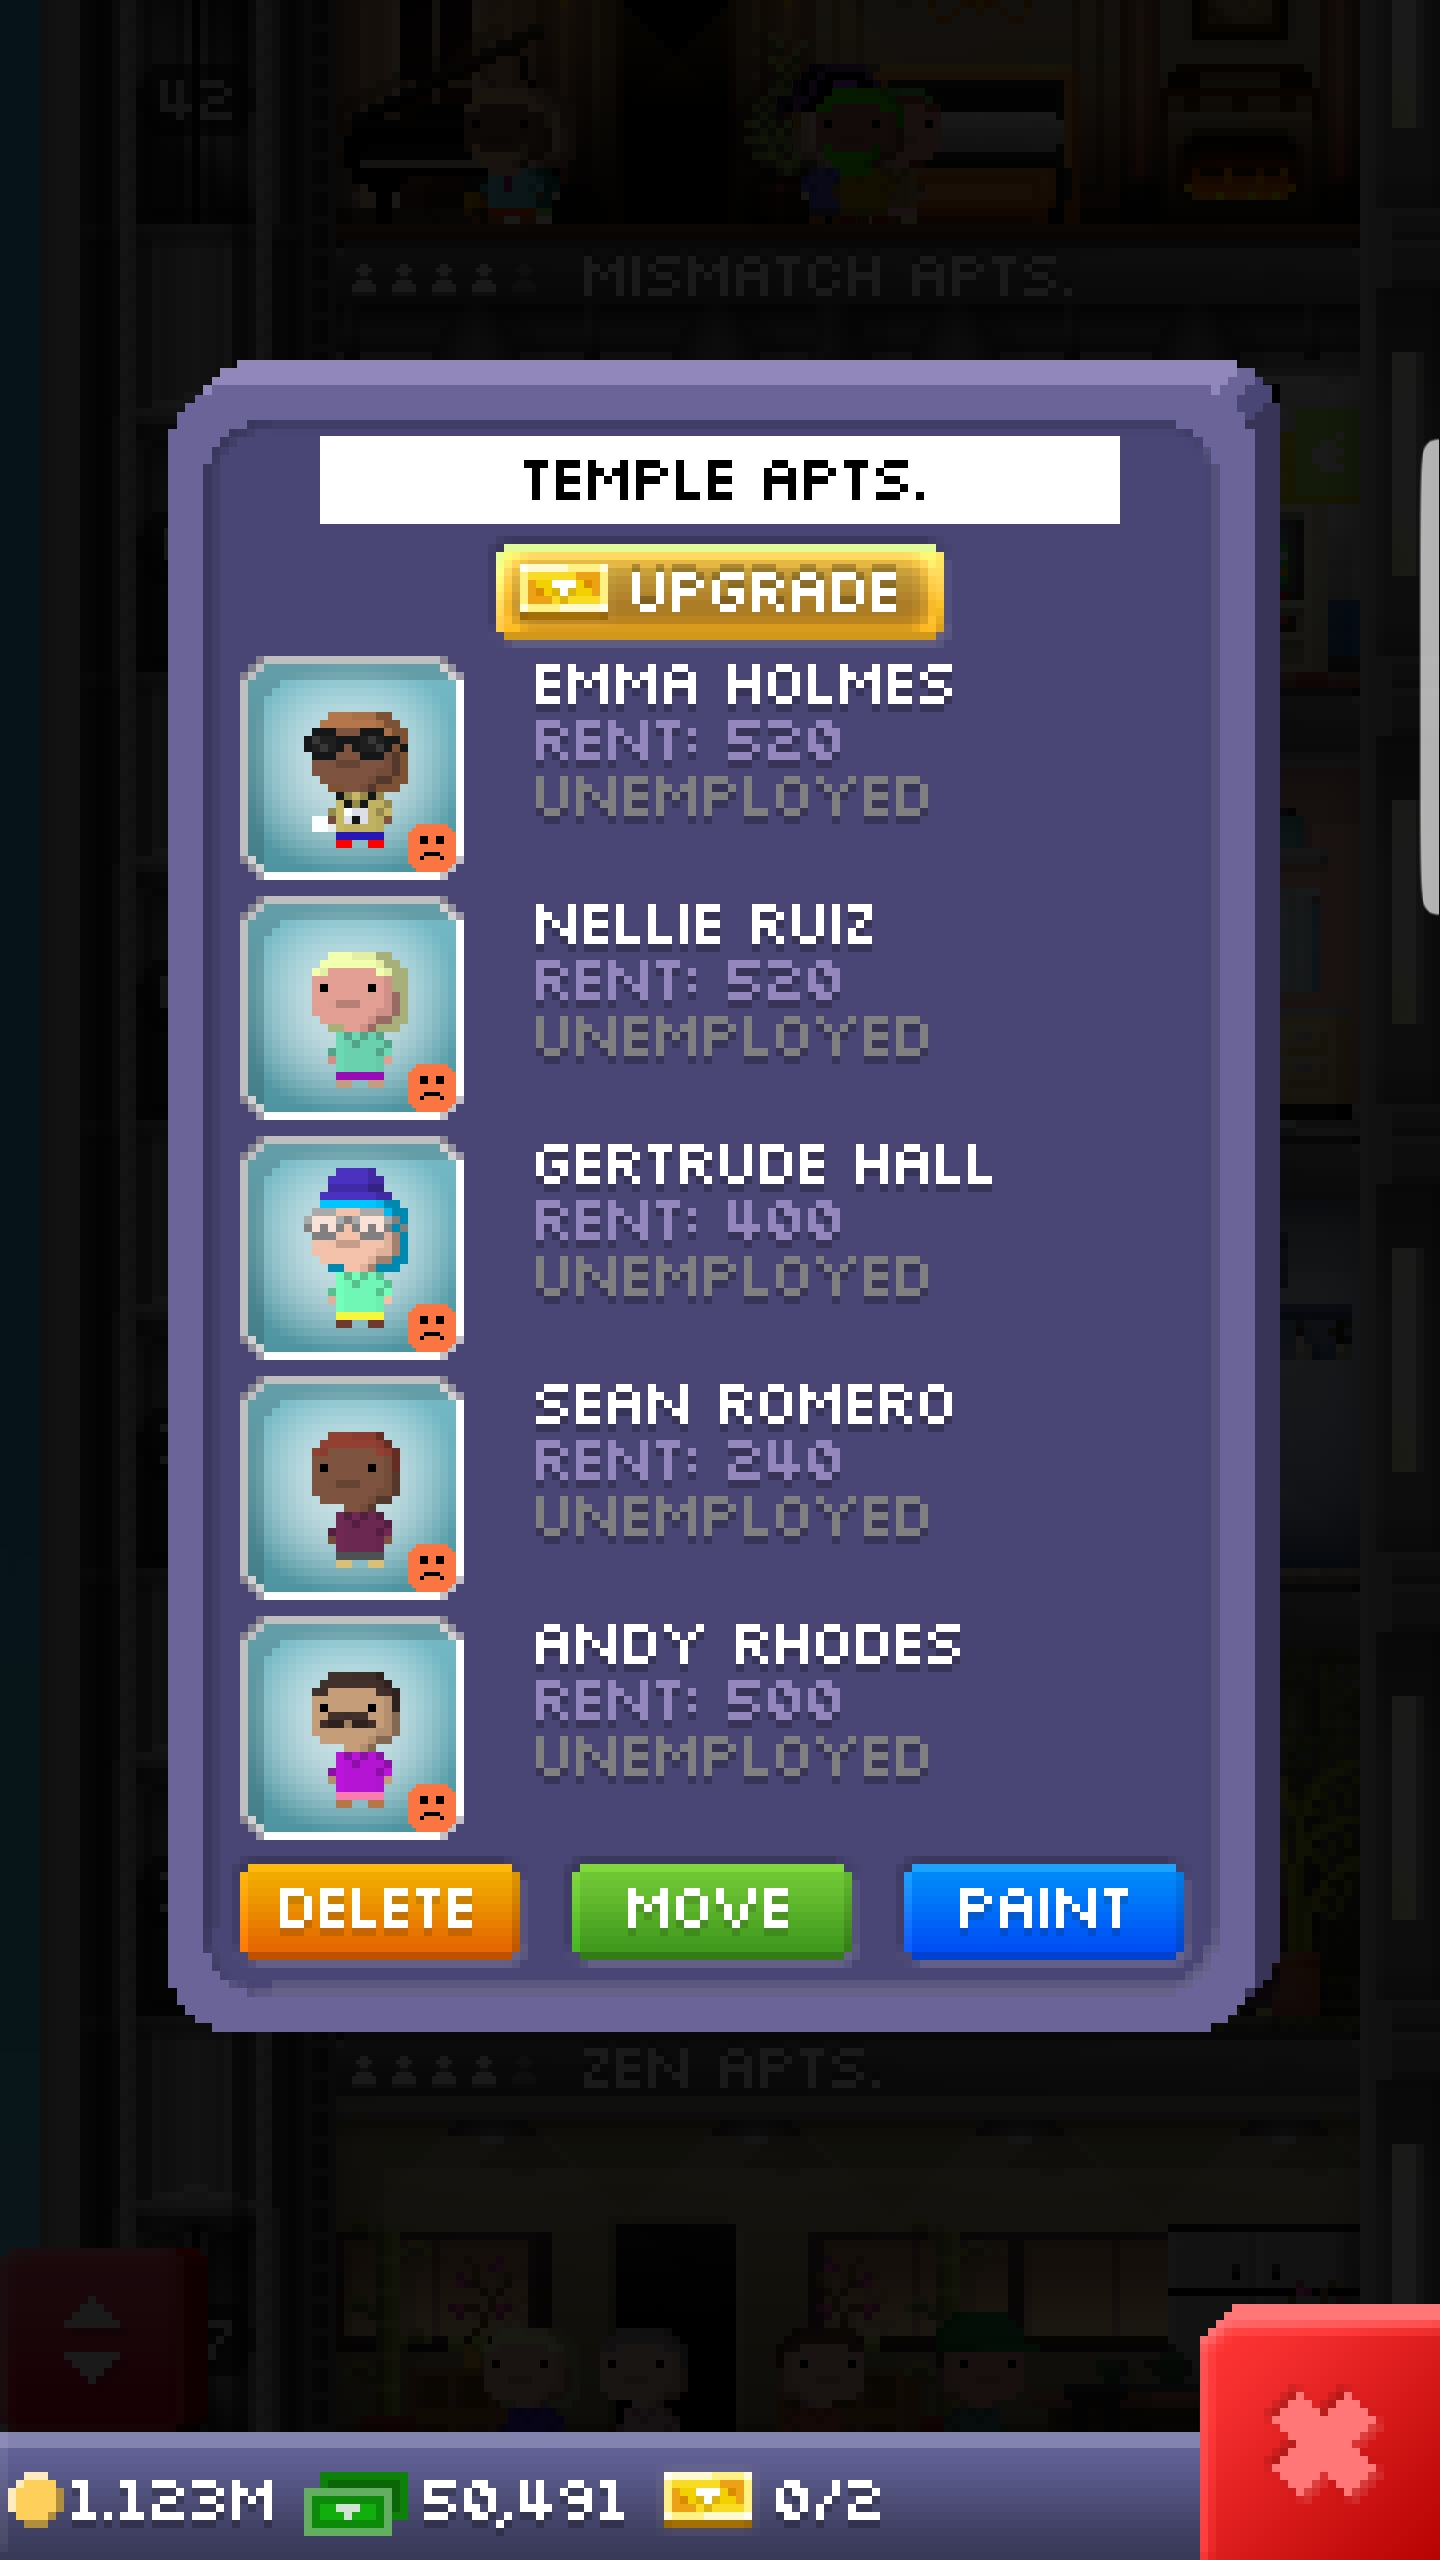 42
MISMATCH APTS.
TEMPLE APTS.
UPGRADE
EMMA HOLMES
RENT: 520
UNEMPLOYED
NELLIE RUIZ
RENT: 520
UNEMPLOYED
GERTRUDE HALL
RENT: 400
UNEMPLOYED
SEAN ROMERO
RENT: 240
UNEMPLOYED
ANDY RHODES
RENT: 500
UNEMPLOYED
DELETE MOVE PAINT
ZEN APTS.
1.123M 50,491 0/2